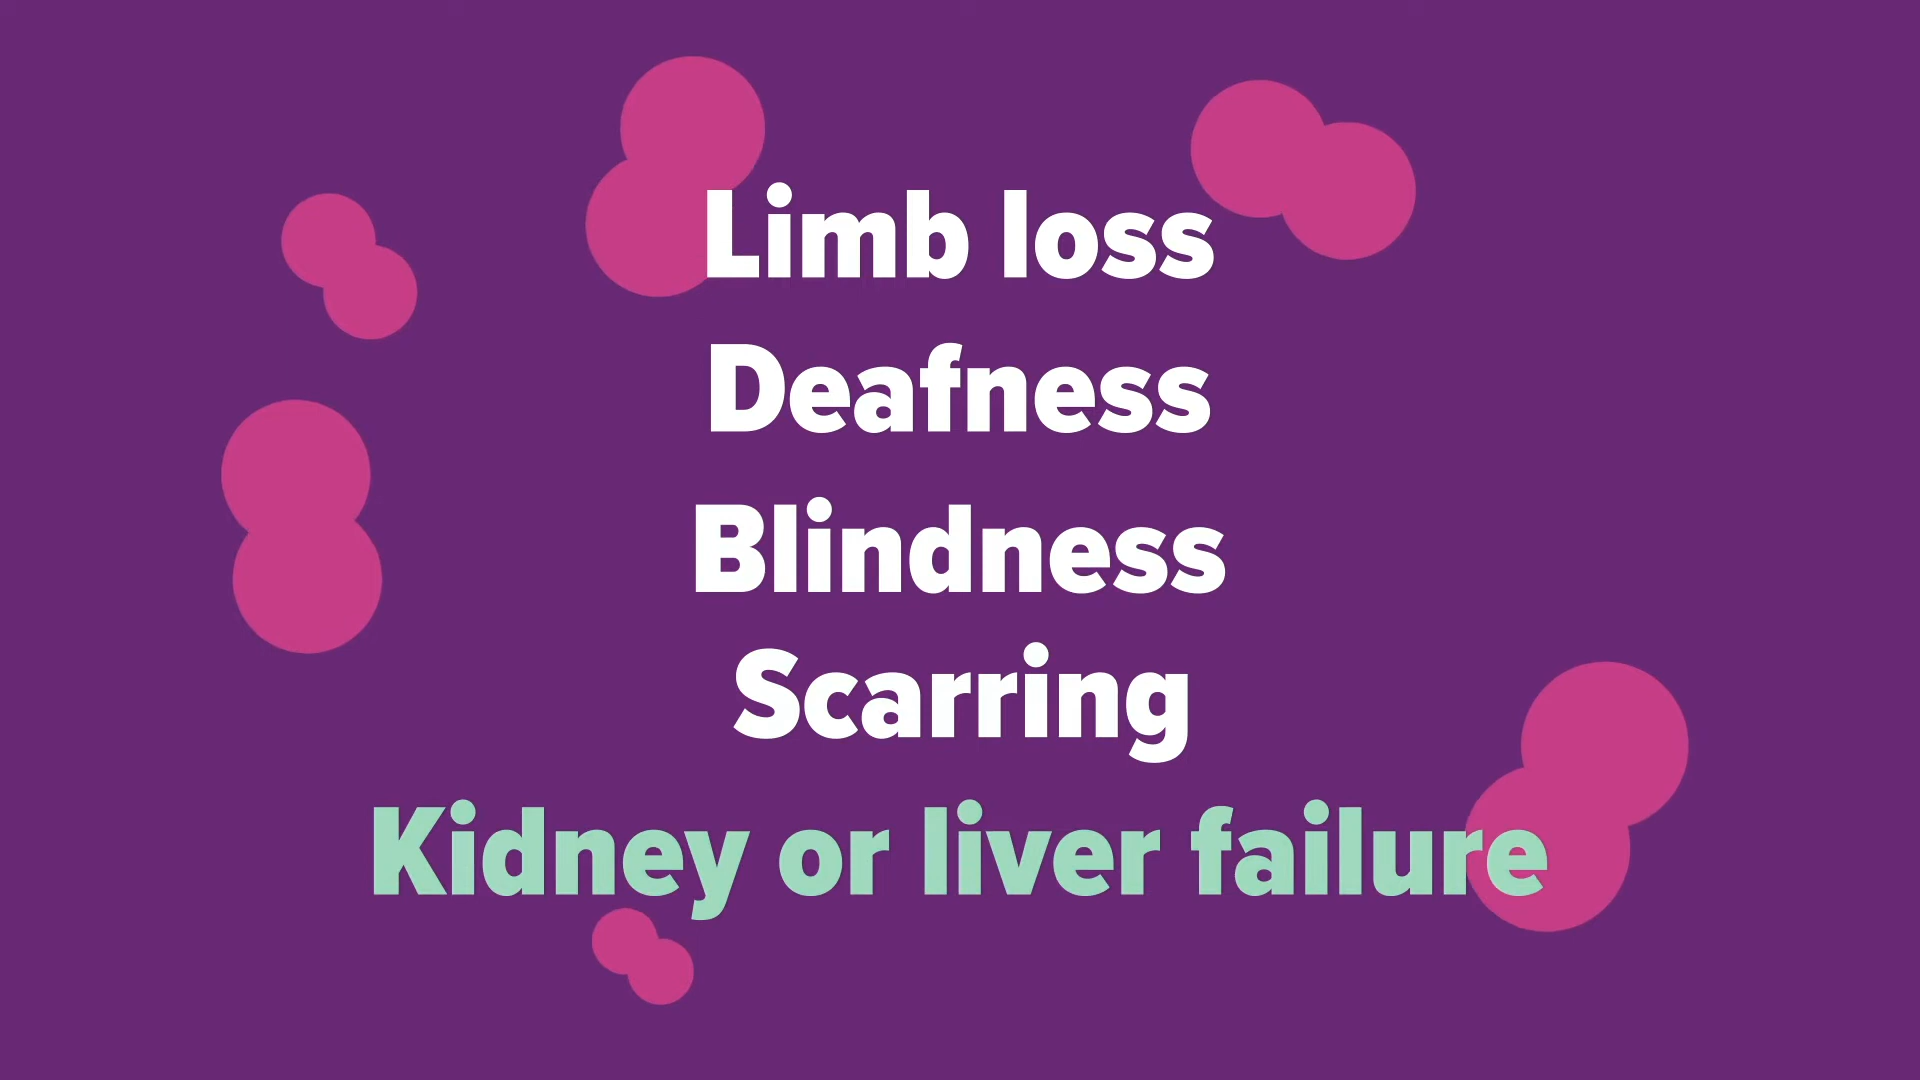 Limb loss
Deafness
Blindness
Scarring
Kidney or liver failure